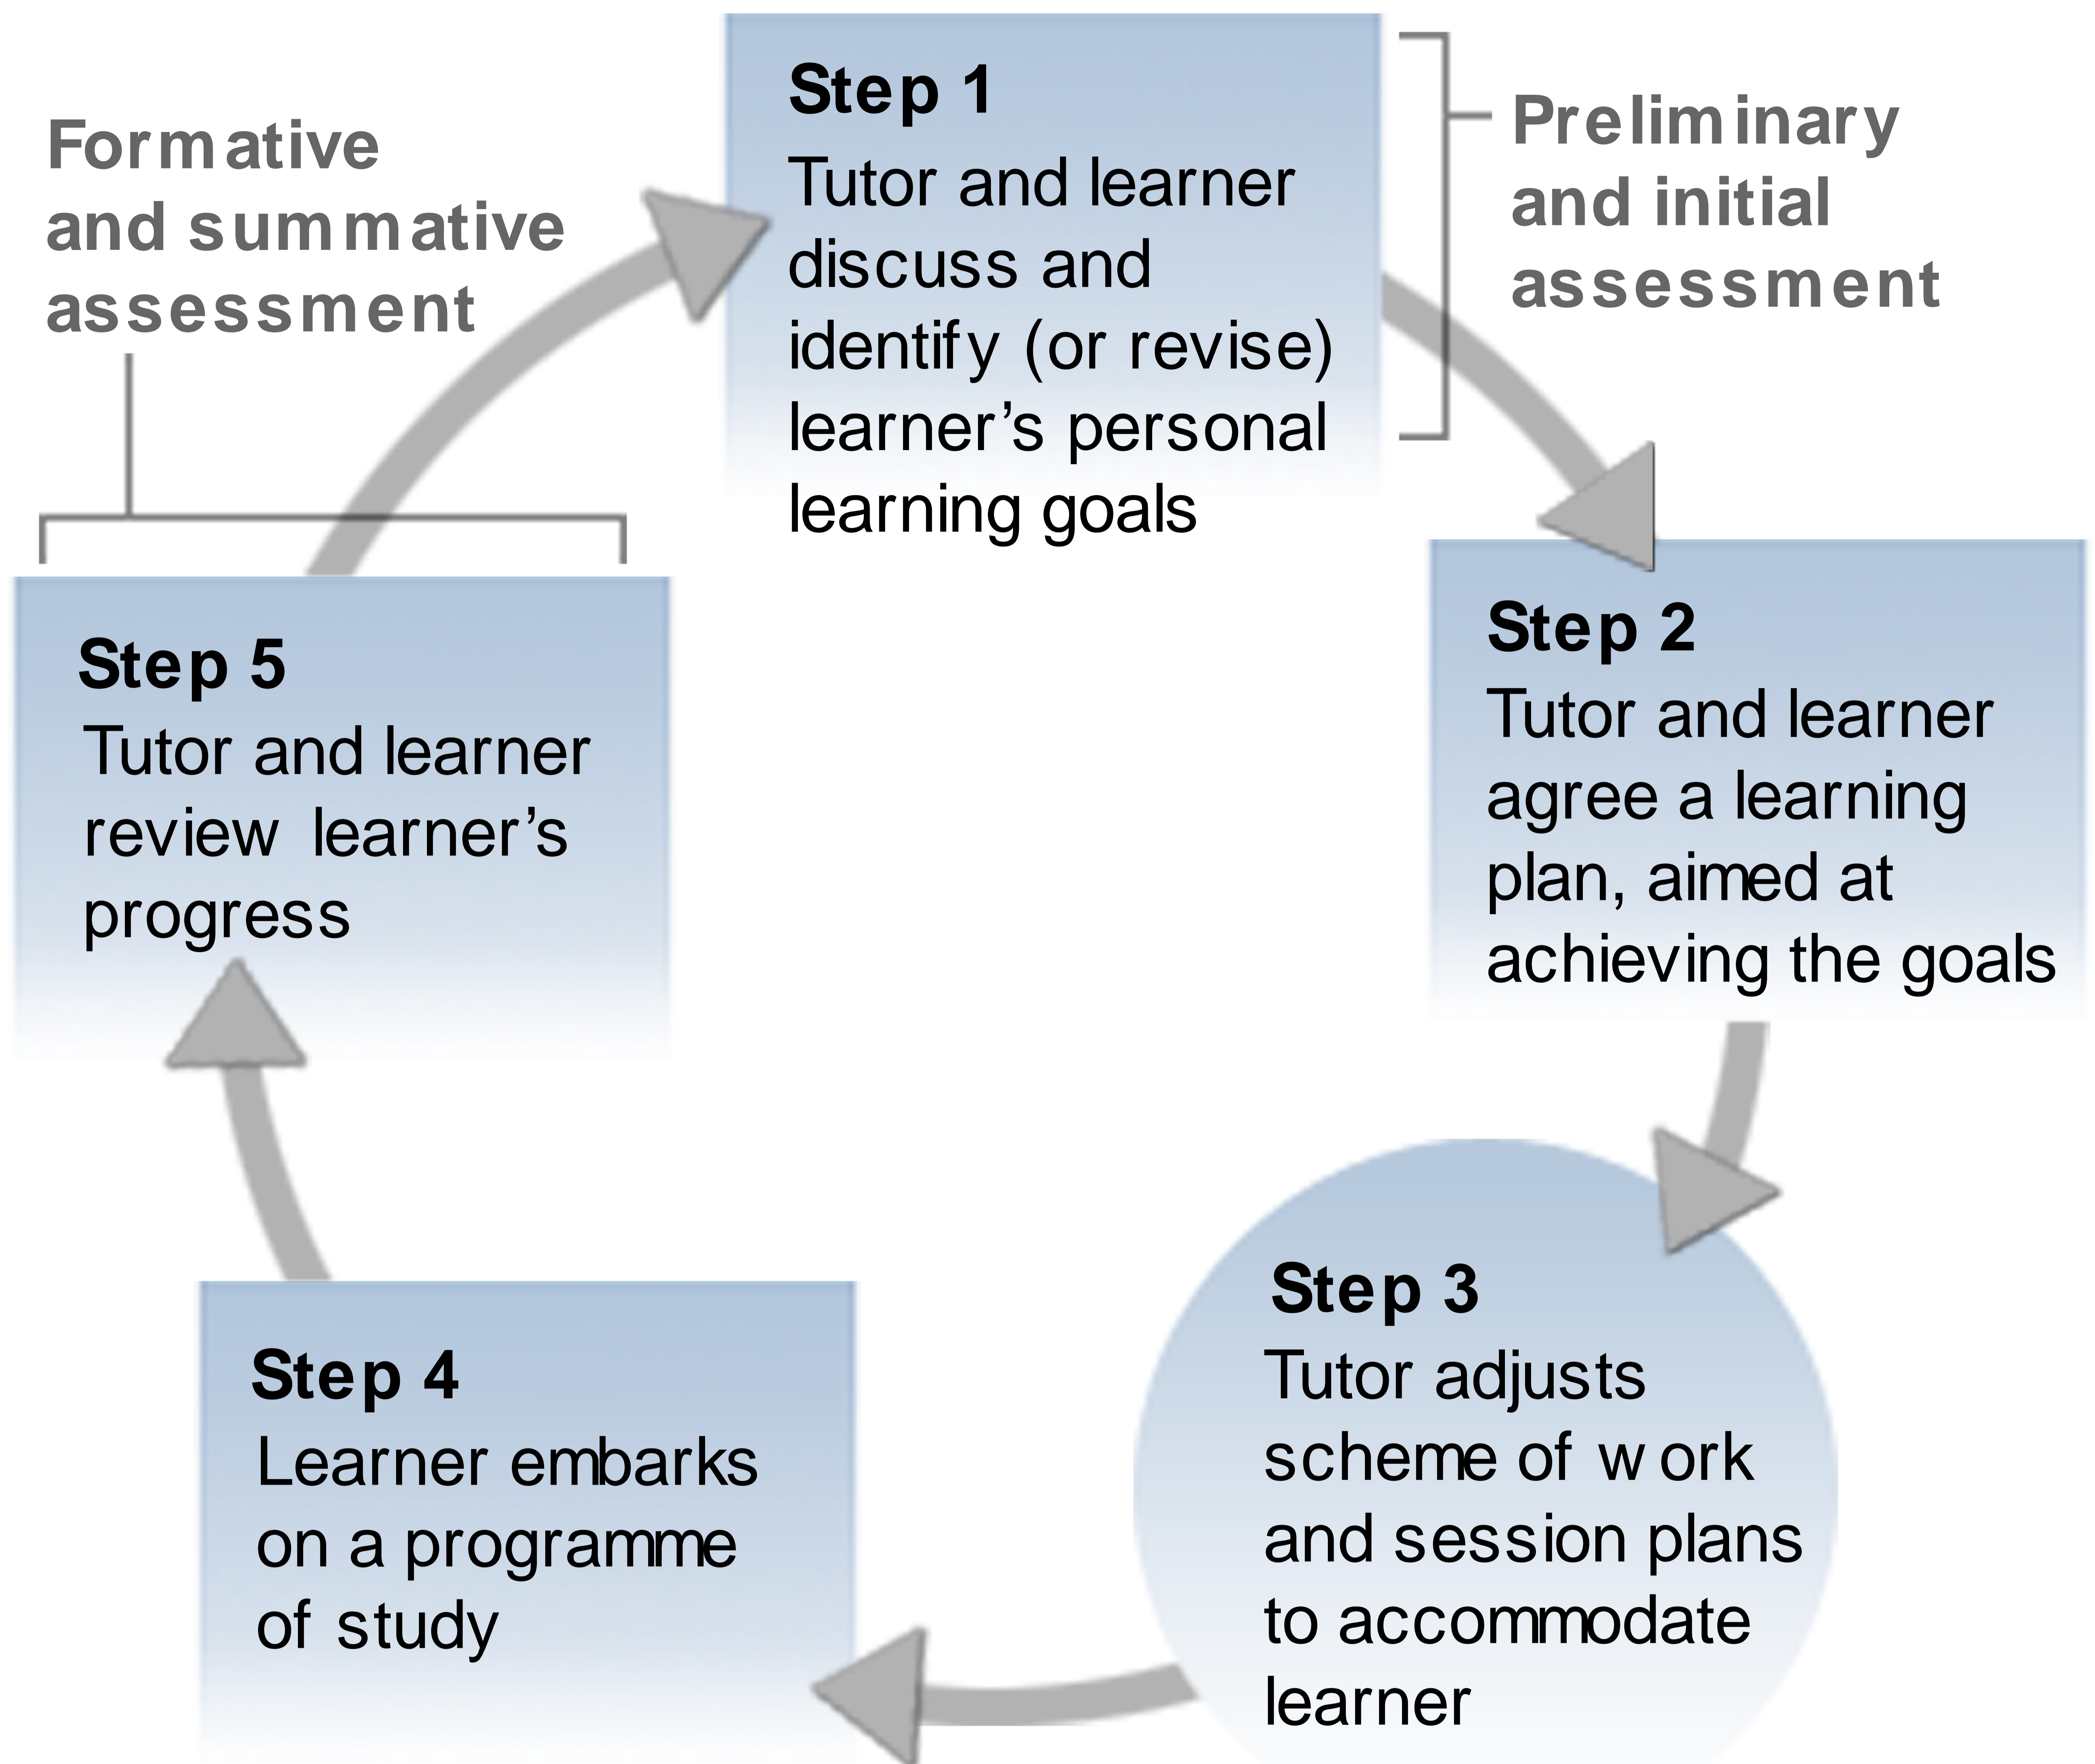 Step 1
Tutor and learner
discuss and
identify (or revise)
learner’s personal
learning goals
Preliminary
and initial
assessment
Step 2
Tutor and learner
agree a learning
plan, aimed at
achieving the goals
Step 3
Tutor adjusts
scheme of work
and session plans
to accommodate
learner
Step 4
Learner embarks
on a programme
of study
Step 5
Tutor and learner
review learner’s
progress
Formative
and summative
assessment